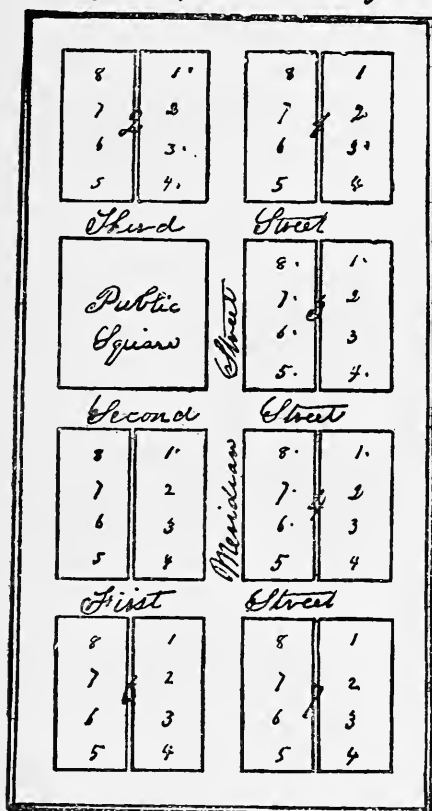 8 1. 8 1
7 2 7 2
6 3. 6 3.
5 4. 5 4
Third Street
Public
Square
Street
8. 1.
7. 2
6. 3
5. 4.
Second Street
8 1. 8. 1.
7 2 7. 2
6 3 6. 3
5 4 5 4
Meridian
First Street
8 1 8 1
7 2 7 2
6 3 6 3
5 4 5 4